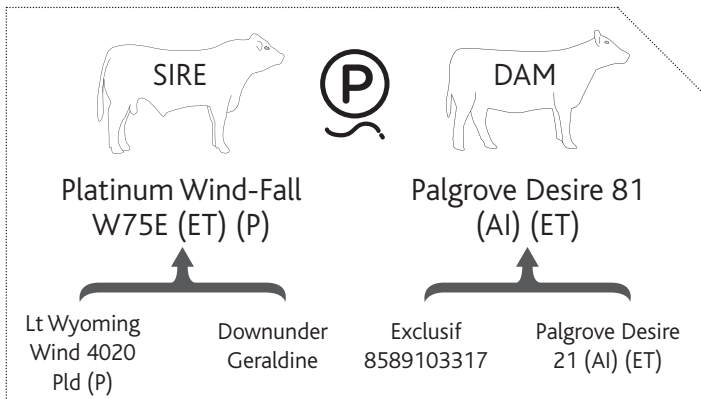 SIRE
P
DAM
Platinum Wind-Fall
W75E (ET) (P)
Palgrove Desire 81
(AI) (ET)
Lt Wyoming
Wind 4020
Pld (P)
Downunder
Geraldine
Exclusif
8589103317
Palgrove Desire
21 (AI) (ET)